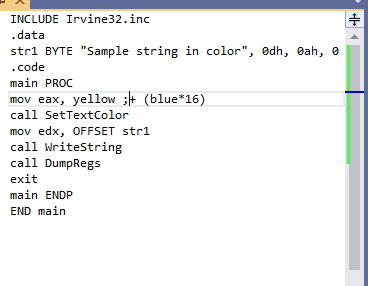 INCLUDE Irvine32.inc
.data
str1 BYTE "Sample string in color", 0dh, 0ah, 0
.code
main PROC
mov eax, yellow ;+ (blue*16)
call SetTextColor
mov edx, OFFSET str1
call WriteString
call DumpRegs
exit
main ENDP
END main